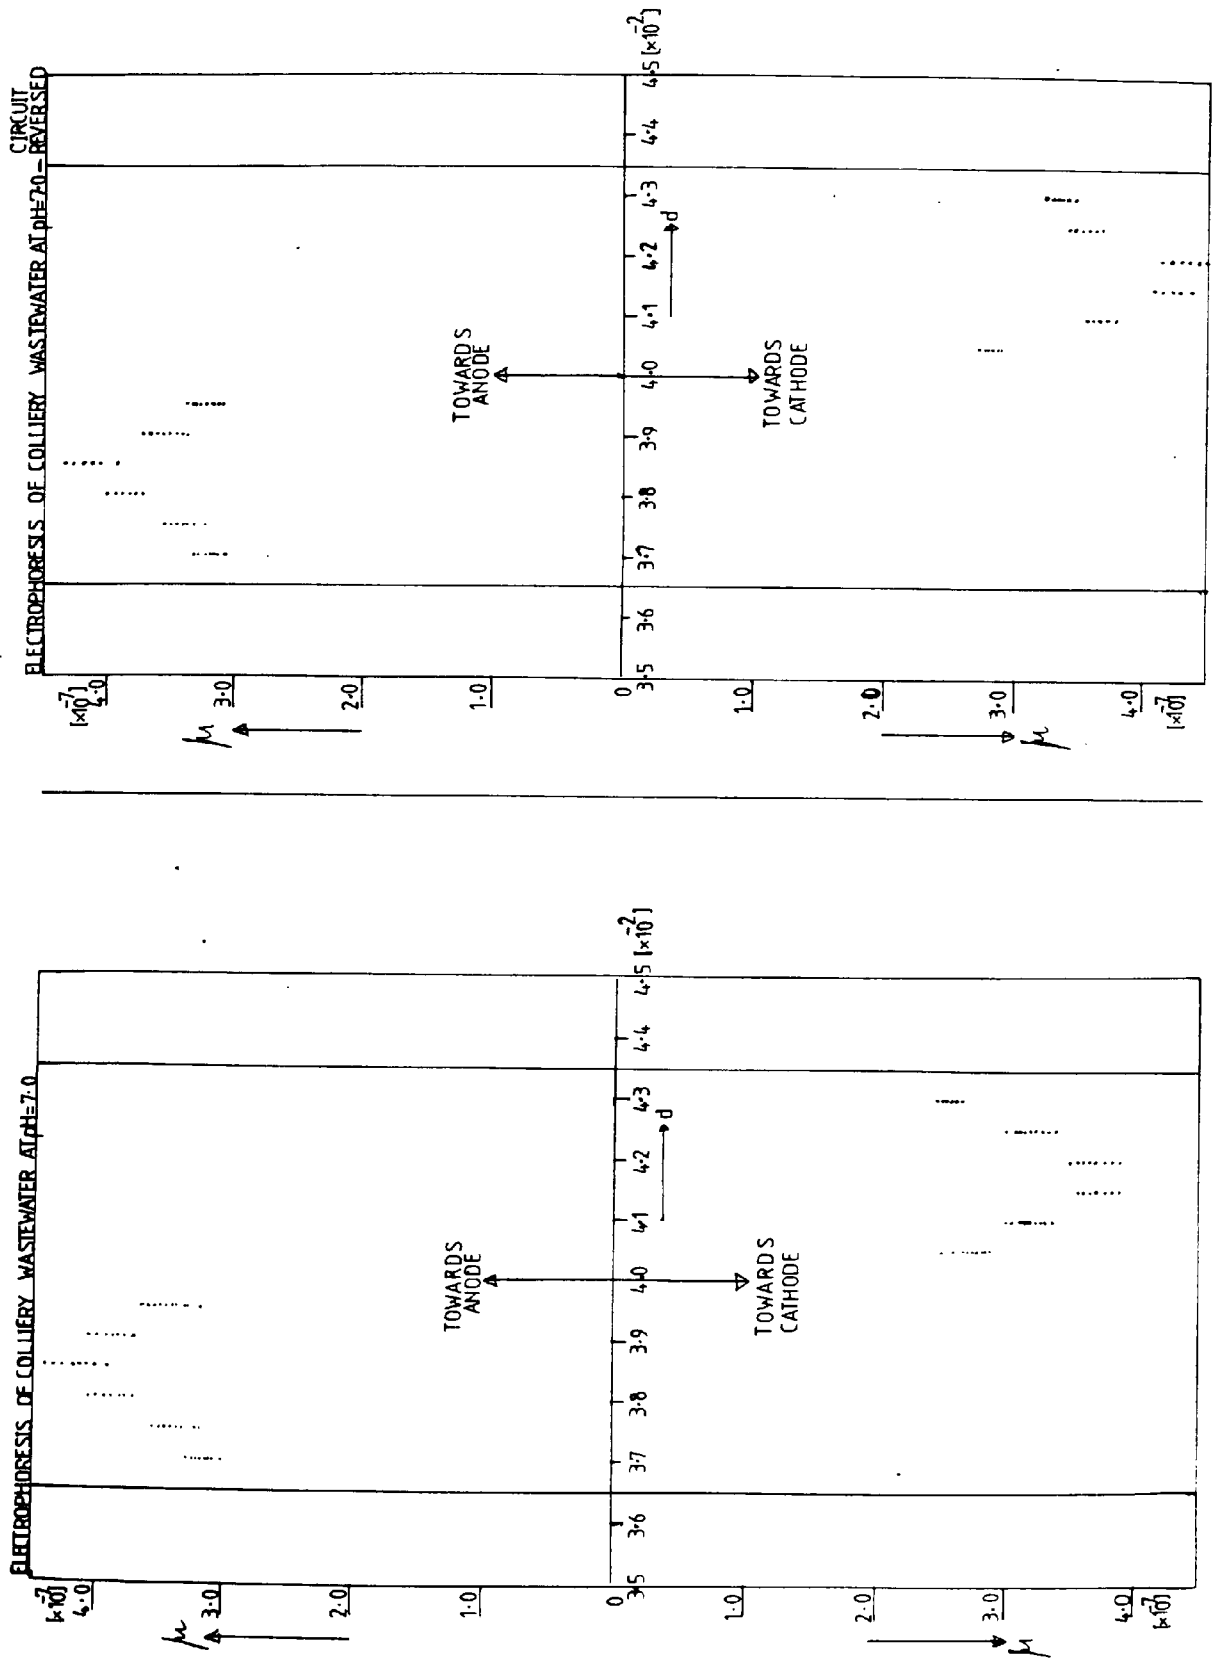 ELECTROPHORESIS OF COLLIERY WASTEWATER AT pH=7·0
[×10⁻⁷]
4·0
3·0
2·0
1·0
0
1·0
2·0
3·0
4·0
[×10⁻⁷]
μ
μ
TOWARDS
ANODE
TOWARDS
CATHODE
d
3·5 3·6 3·7 3·8 3·9 4·0 4·1 4·2 4·3 4·4 4·5 [×10⁻²]
ELECTROPHORESIS OF COLLIERY WASTEWATER AT pH=7·0 – CIRCUIT
REVERSED
[×10⁻⁷]
4·0
3·0
2·0
1·0
0
1·0
2·0
3·0
4·0
[×10⁻⁷]
μ
μ
TOWARDS
ANODE
TOWARDS
CATHODE
d
3·5 3·6 3·7 3·8 3·9 4·0 4·1 4·2 4·3 4·4 4·5 [×10⁻²]